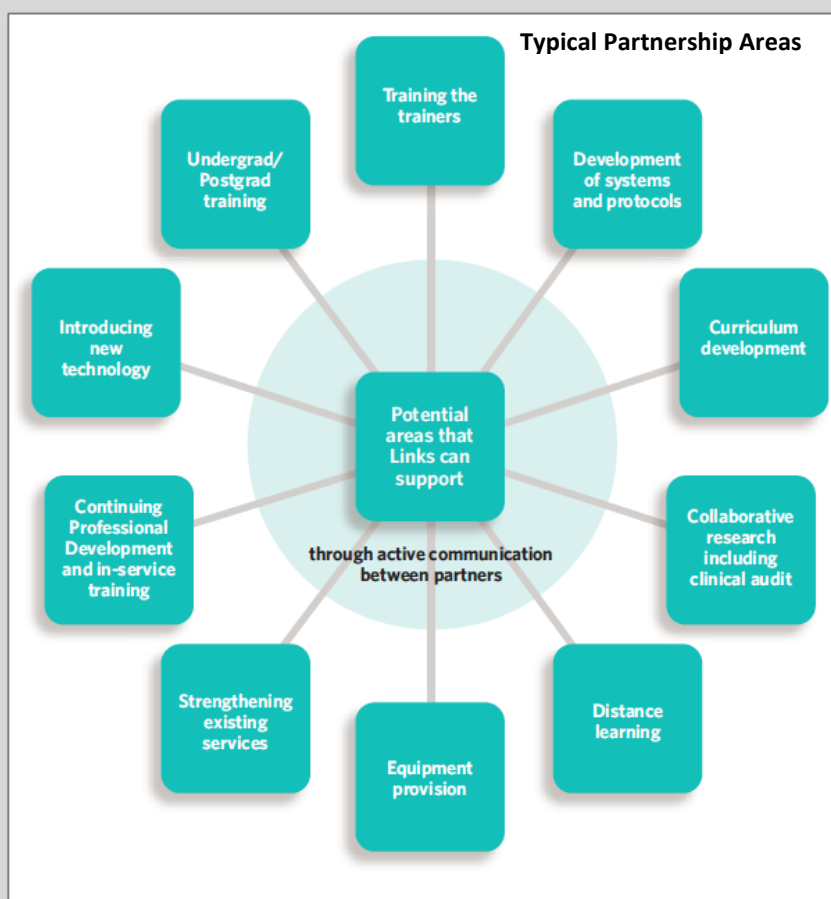 Typical Partnership Areas
Training the
trainers
Undergrad/
Postgrad
training
Development
of systems
and protocols
Introducing
new
technology
Curriculum
development
Potential
areas that
Links can
support
through active communication
between partners
Continuing
Professional
Development
and in-service
training
Collaborative
research
including
clinical audit
Strengthening
existing
services
Distance
learning
Equipment
provision